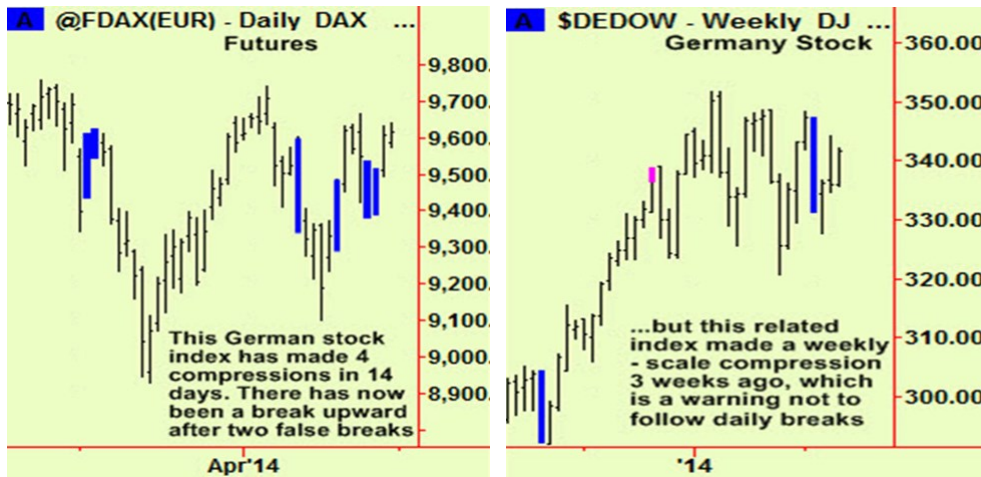 A @FDAX(EUR) - Daily DAX ...
Futures
9,800.
9,700.
9,600.
9,500.
9,400.
9,300.
9,200.
9,100.
9,000.
8,900.
This German stock
index has made 4
compressions in 14
days. There has now
been a break upward
after two false breaks
Apr'14
A $DEDOW - Weekly DJ ...
Germany Stock
360.00
350.00
340.00
330.00
320.00
310.00
300.00
...but this related
index made a weekly
- scale compression
3 weeks ago, which
is a warning not to
follow daily breaks
'14